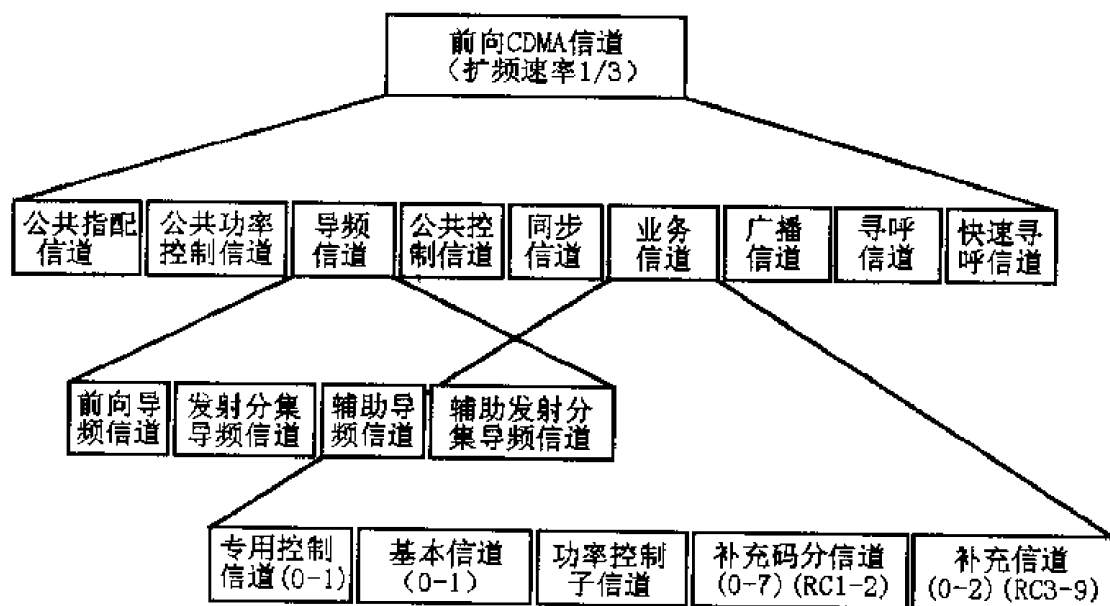 前向CDMA信道
（扩频速率1/3）
公共指配
信道
公共功率
控制信道
导频
信道
公共控
制信道
同步
信道
业务
信道
广播
信道
寻呼
信道
快速寻
呼信道
前向导
频信道
发射分集
导频信道
辅助导
频信道
辅助发射分
集导频信道
专用控制
信道(0-1)
基本信道
(0-1)
功率控制
子信道
补充码分信道
(0-7)(RC1-2)
补充信道
(0-2)(RC3-9)